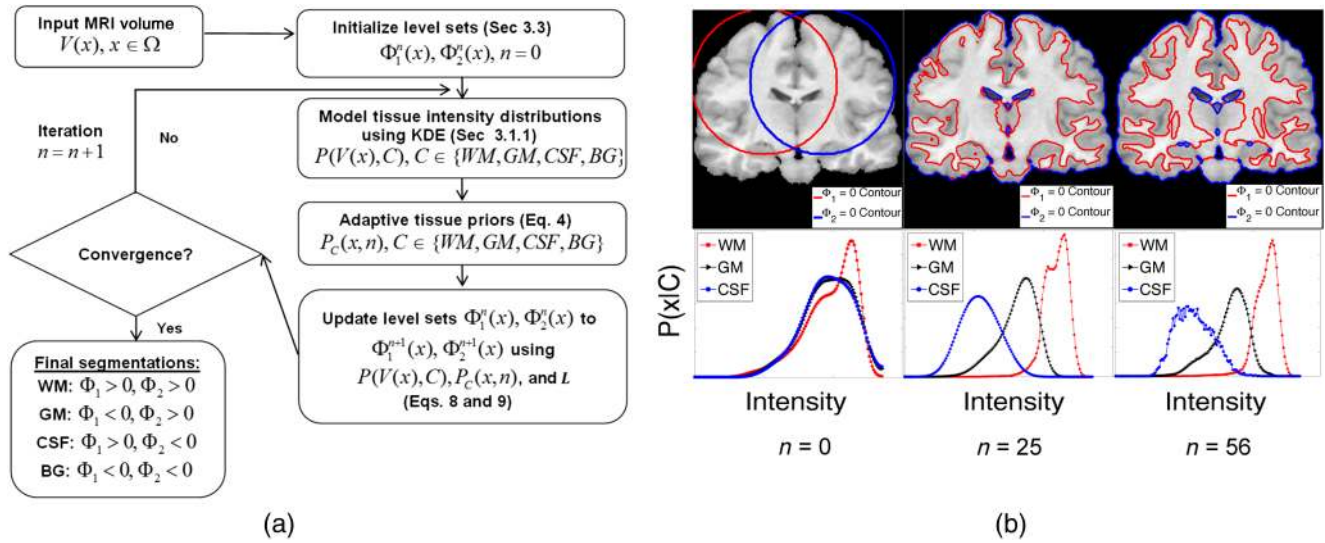 Input MRI volume
V(x), x ∈ Ω
Initialize level sets (Sec 3.3)
Φ₁ⁿ(x), Φ₂ⁿ(x), n = 0
Iteration
n = n+1
No
Model tissue intensity distributions
using KDE (Sec 3.1.1)
P(V(x),C), C ∈ {WM,GM,CSF,BG}
Adaptive tissue priors (Eq. 4)
P_C(x,n), C ∈ {WM,GM,CSF,BG}
Convergence?
Update level sets Φ₁ⁿ(x), Φ₂ⁿ(x) to
Φ₁ⁿ⁺¹(x), Φ₂ⁿ⁺¹(x) using
P(V(x),C), P_C(x,n), and L
(Eqs. 8 and 9)
Yes
Final segmentations:
WM: Φ₁ > 0, Φ₂ > 0
GM: Φ₁ < 0, Φ₂ > 0
CSF: Φ₁ > 0, Φ₂ < 0
BG: Φ₁ < 0, Φ₂ < 0
(a)
Φ₁ = 0 Contour
Φ₂ = 0 Contour
Φ₁ = 0 Contour
Φ₂ = 0 Contour
Φ₁ = 0 Contour
Φ₂ = 0 Contour
P(x|C)
WM
GM
CSF
WM
GM
CSF
WM
GM
CSF
Intensity
Intensity
Intensity
n = 0
n = 25
n = 56
(b)